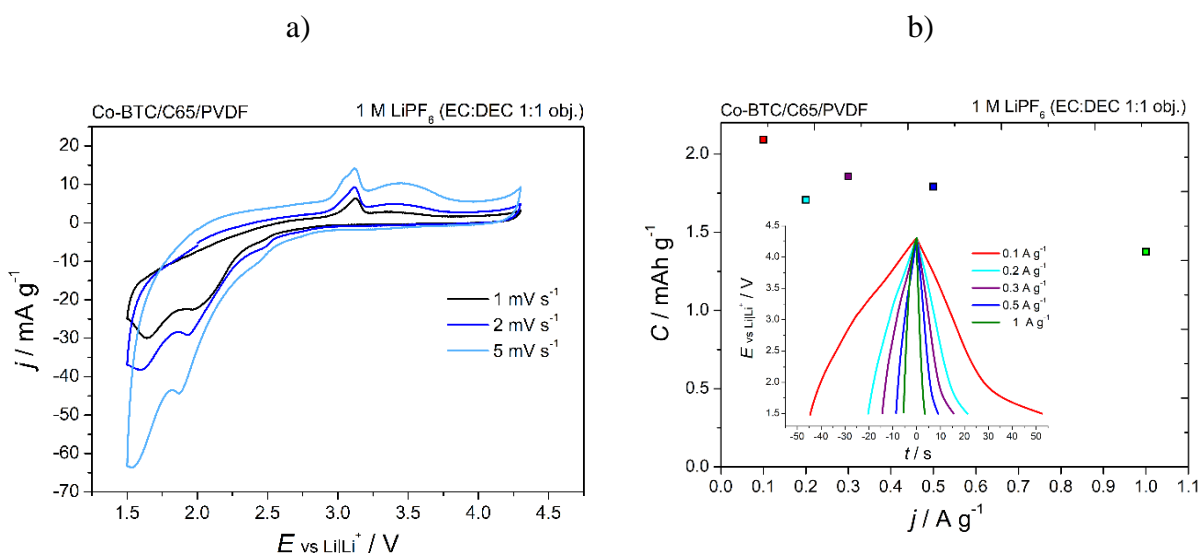 a)
Co-BTC/C65/PVDF 1 M LiPF6 (EC:DEC 1:1 obj.)
j / mA g-1
20
10
0
-10
-20
-30
-40
-50
-60
-70
1 mV s-1
2 mV s-1
5 mV s-1
1.5 2.0 2.5 3.0 3.5 4.0 4.5
E vs Li|Li+ / V
b)
Co-BTC/C65/PVDF 1 M LiPF6 (EC:DEC 1:1 obj.)
C / mAh g-1
2.0
1.5
1.0
0.5
0.0
E vs Li|Li+ / V
4.5
4.0
3.5
3.0
2.5
2.0
1.5
0.1 A g-1
0.2 A g-1
0.3 A g-1
0.5 A g-1
1 A g-1
-50 -40 -30 -20 -10 0 10 20 30 40 50
t / s
0.0 0.1 0.2 0.3 0.4 0.5 0.6 0.7 0.8 0.9 1.0 1.1
j / A g-1